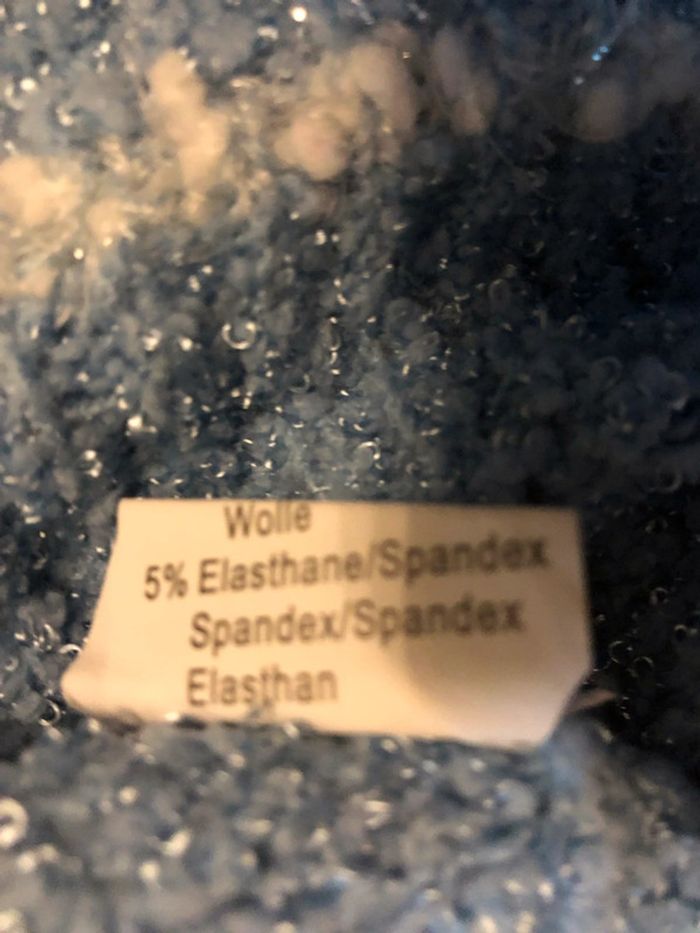 Wolle
5% Elasthane/Spandex
Spandex/Spandex
Elasthan